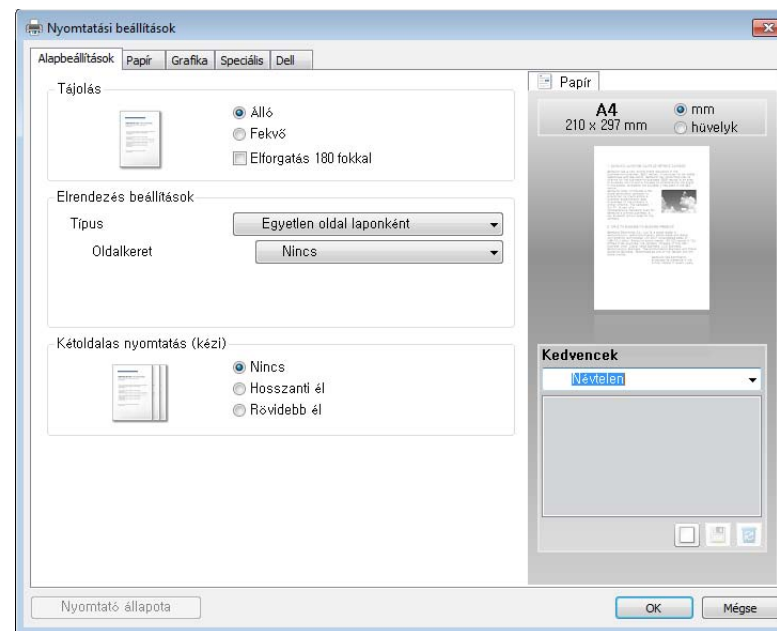 Nyomtatási beállítások
Alapbeállítások Papír Grafika Speciális Dell
Tájolás
Álló
Fekvő
Elforgatás 180 fokkal
Elrendezés beállítások
Típus Egyetlen oldal laponként
Oldalkeret Nincs
Kétoldalas nyomtatás (kézi)
Nincs
Hosszanti él
Rövidebb él
Papír
A4
210 x 297 mm
mm
hüvelyk
Kedvencek
Névtelen
Nyomtató állapota
OK Mégse